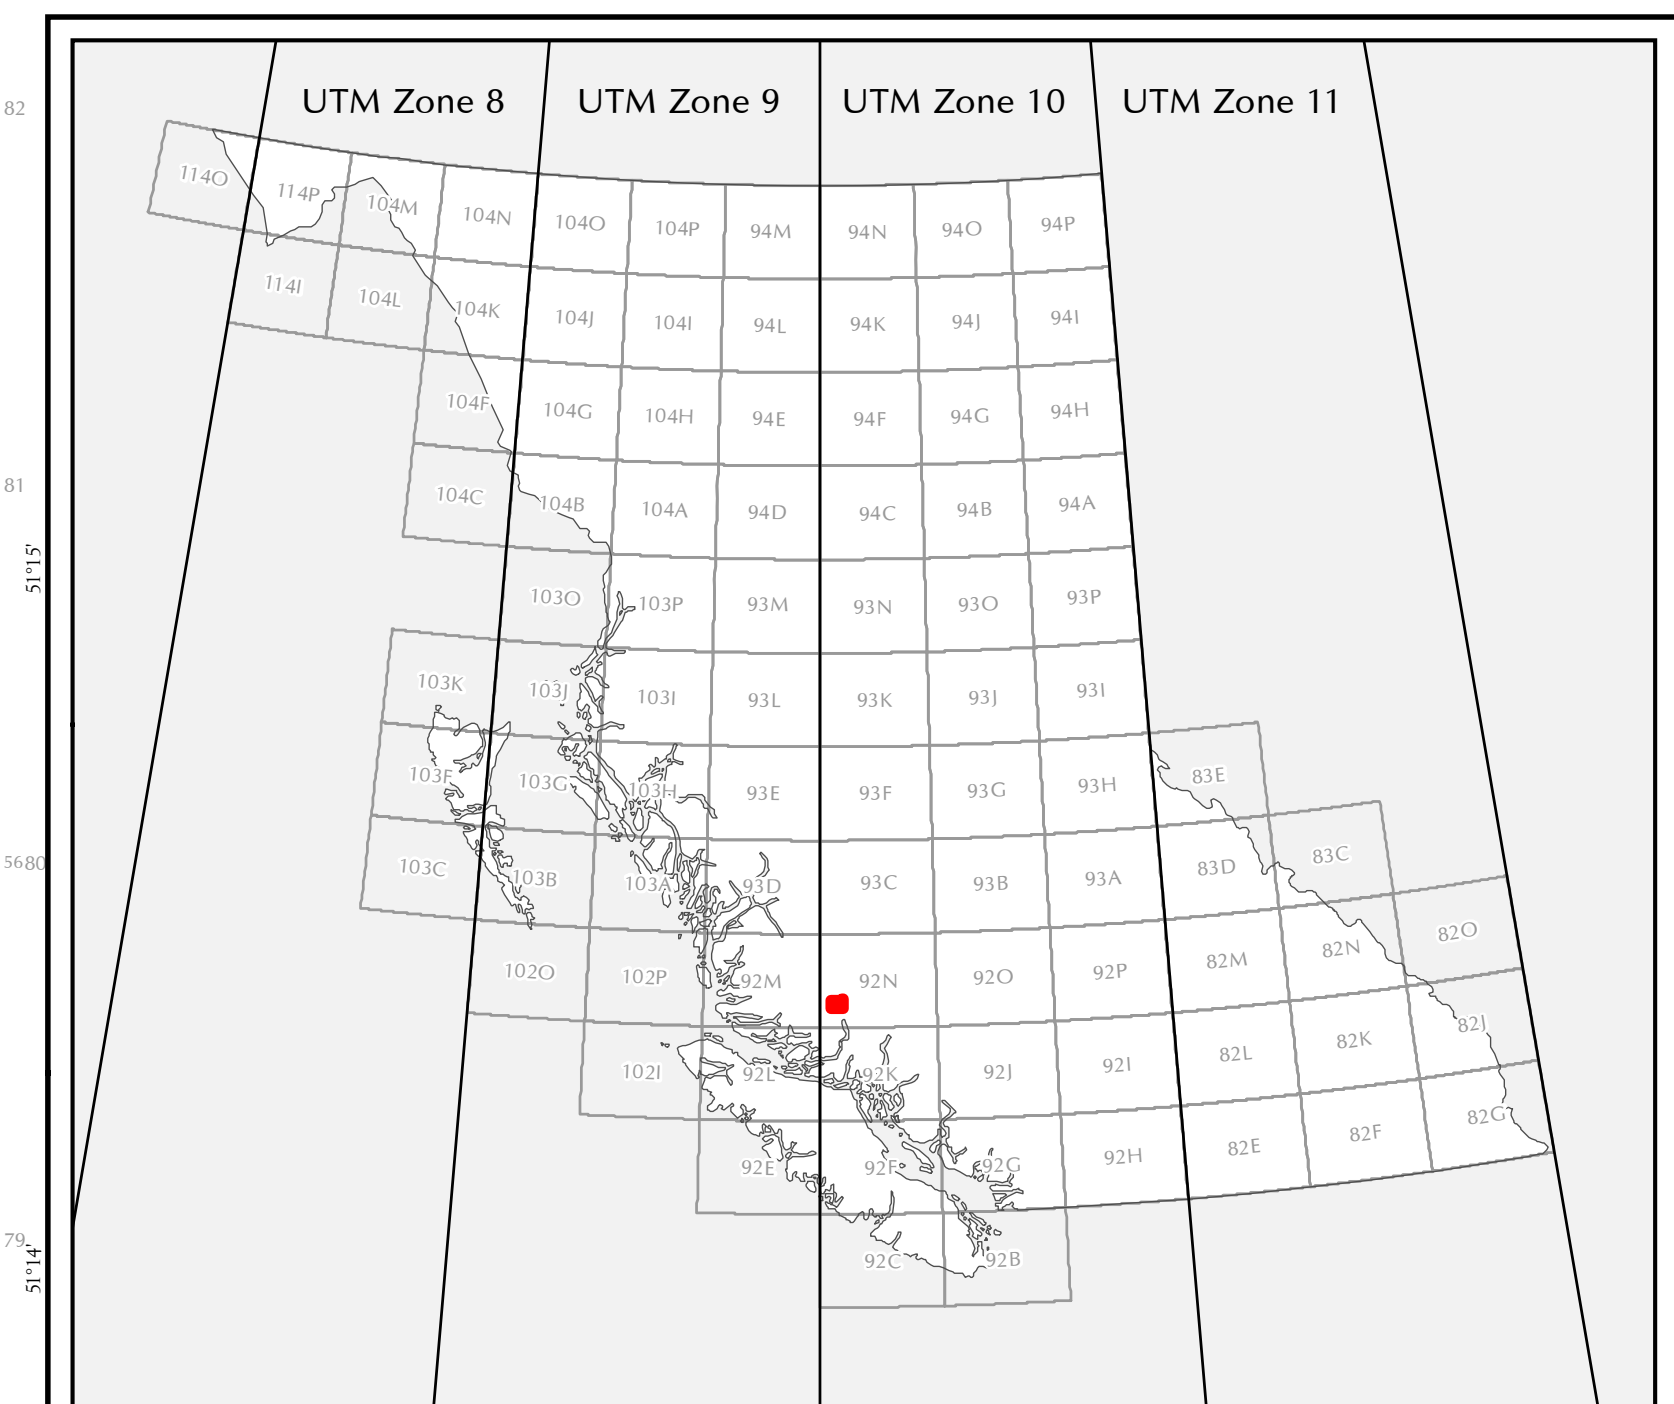 UTM Zone 8 UTM Zone 9 UTM Zone 10 UTM Zone 11
82
114O 114P 104M 104N 104O 104P 94M 94N 94O 94P
114I 104L 104K 104J 104I 94L 94K 94J 94I
104F 104G 104H 94E 94F 94G 94H
81
104C 104B 104A 94D 94C 94B 94A
51°15'
103O 103P 93M 93N 93O 93P
103K 103J 103I 93L 93K 93J 93I
103F 103G 103H 93E 93F 93G 93H 83E
5680
103C 103B 103A 93D 93C 93B 93A 83D 83C
102O 102P 92M 92N 92O 92P 82M 82N 82O
102I 92L 92K 92J 92I 82L 82K 82J
92E 92F 92G 92H 82E 82F 82G
79
51°14'
92C 92B